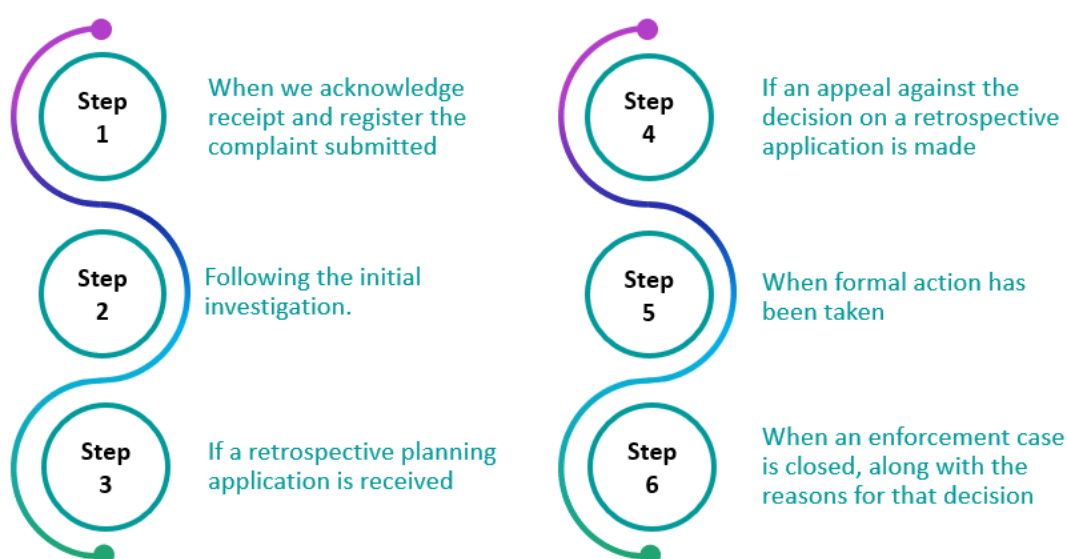 Step
1
When we acknowledge
receipt and register the
complaint submitted
Step
2
Following the initial
investigation.
Step
3
If a retrospective planning
application is received
Step
4
If an appeal against the
decision on a retrospective
application is made
Step
5
When formal action has
been taken
Step
6
When an enforcement case
is closed, along with the
reasons for that decision